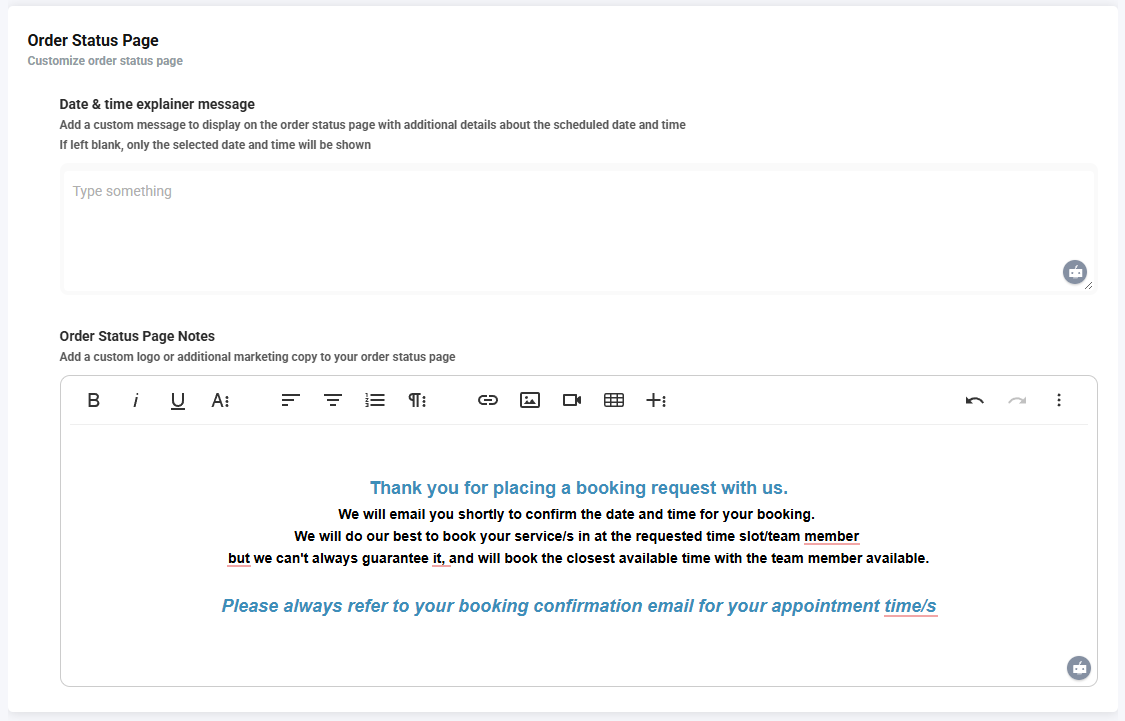 Order Status Page
Customize order status page
Date & time explainer message
Add a custom message to display on the order status page with additional details about the scheduled date and time
If left blank, only the selected date and time will be shown
Type something
Order Status Page Notes
Add a custom logo or additional marketing copy to your order status page
Thank you for placing a booking request with us.
We will email you shortly to confirm the date and time for your booking.
We will do our best to book your service/s in at the requested time slot/team member
but we can't always guarantee it, and will book the closest available time with the team member available.
Please always refer to your booking confirmation email for your appointment time/s